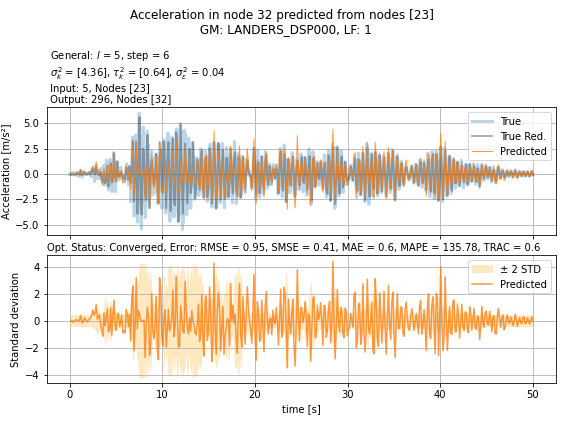 Acceleration in node 32 predicted from nodes [23]
GM: LANDERS_DSP000, LF: 1
General: l = 5, step = 6
σ²ₖ = [4.36], τ²ₖ = [0.64], σ²ε = 0.04
Input: 5, Nodes [23]
Output: 296, Nodes [32]
Acceleration [m/s²]
5.0
2.5
0.0
−2.5
−5.0
True
True Red.
Predicted
Opt. Status: Converged, Error: RMSE = 0.95, SMSE = 0.41, MAE = 0.6, MAPE = 135.78, TRAC = 0.6
Standard deviation
4
2
0
−2
−4
± 2 STD
Predicted
0 10 20 30 40 50
time [s]